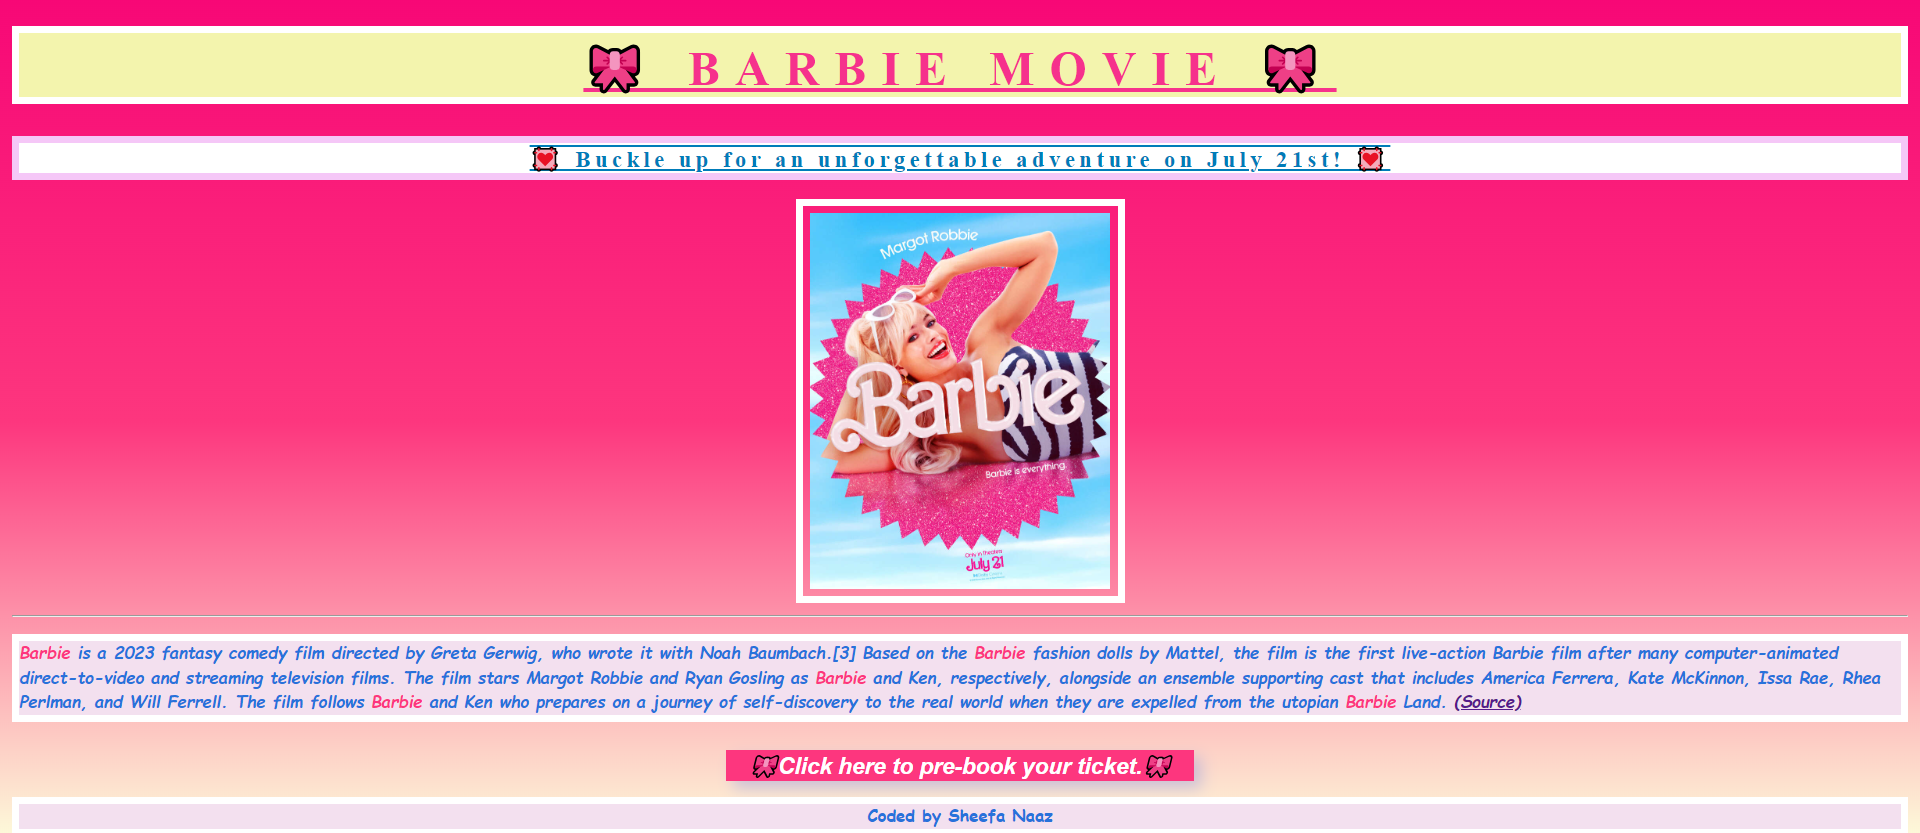 BARBIE MOVIE
Buckle up for an unforgettable adventure on July 21st!
Margot Robbie
Barbie
Barbie is everything.
Only in Theaters
July 21
Barbie is a 2023 fantasy comedy film directed by Greta Gerwig, who wrote it with Noah Baumbach.[3] Based on the Barbie fashion dolls by Mattel, the film is the first live-action Barbie film after many computer-animated
direct-to-video and streaming television films. The film stars Margot Robbie and Ryan Gosling as Barbie and Ken, respectively, alongside an ensemble supporting cast that includes America Ferrera, Kate McKinnon, Issa Rae, Rhea
Perlman, and Will Ferrell. The film follows Barbie and Ken who prepares on a journey of self-discovery to the real world when they are expelled from the utopian Barbie Land. (Source)
Click here to pre-book your ticket.
Coded by Sheefa Naaz